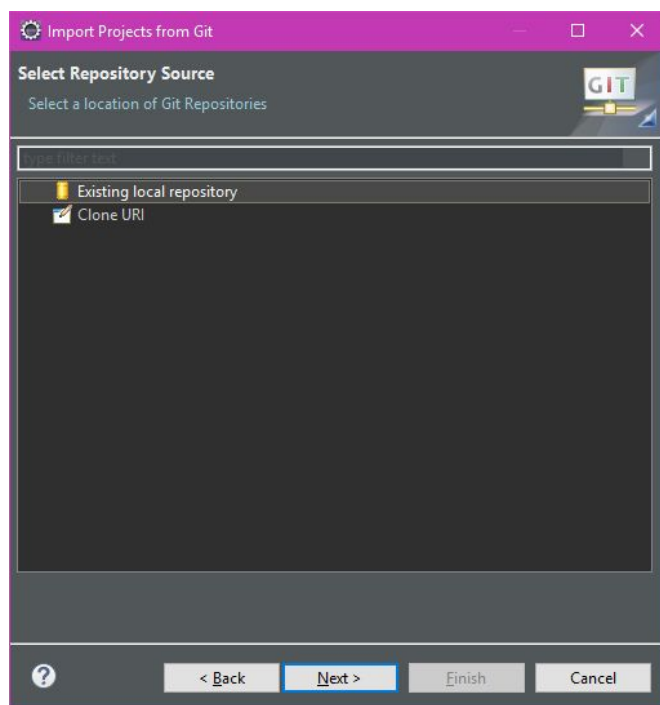 Import Projects from Git
Select Repository Source
Select a location of Git Repositories
GIT
type filter text
Existing local repository
Clone URI
?
< Back
Next >
Finish
Cancel